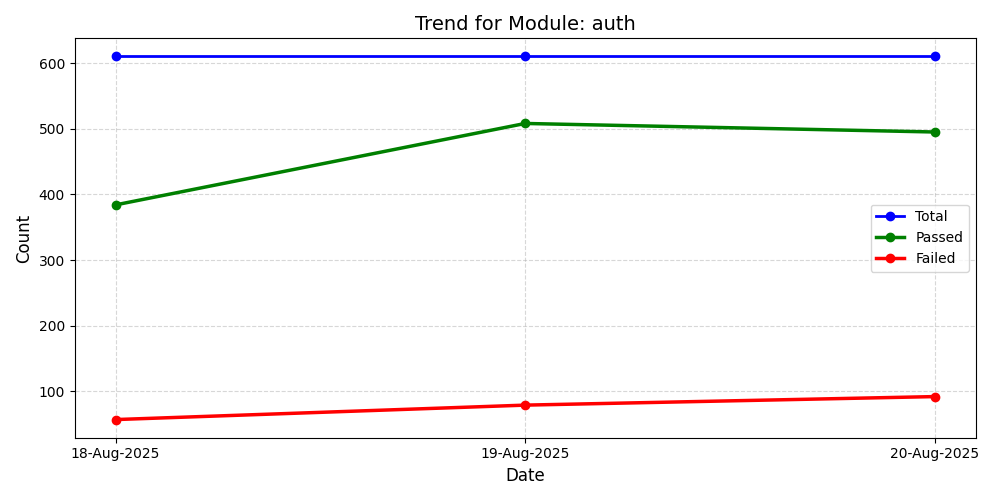 Trend for Module: auth
600
500
400
300
200
100
Count
Total
Passed
Failed
18-Aug-2025 19-Aug-2025 20-Aug-2025
Date